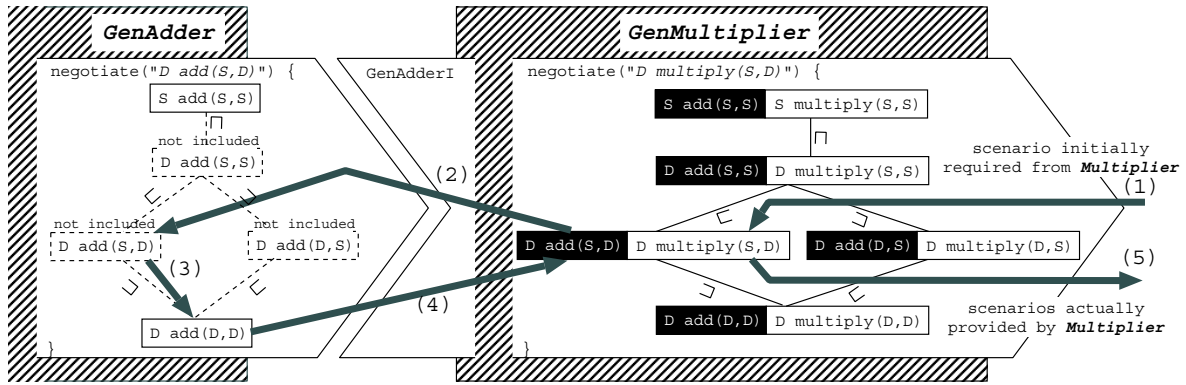 GenAdder
negotiate("D add(S,D)") {
S add(S,S)
⊓
not included
D add(S,S)
⊓
⊓
not included
D add(S,D)
not included
D add(D,S)
(3)
⊓
⊓
D add(D,D)
}
GenAdderI
(2)
(4)
GenMultiplier
negotiate("D multiply(S,D)") {
S add(S,S) S multiply(S,S)
⊓
D add(S,S) D multiply(S,S)
⊓
⊓
D add(S,D) D multiply(S,D)
D add(D,S) D multiply(D,S)
⊓
⊓
D add(D,D) D multiply(D,D)
}
scenario initially
required from Multiplier
(1)
(5)
scenarios actually
provided by Multiplier